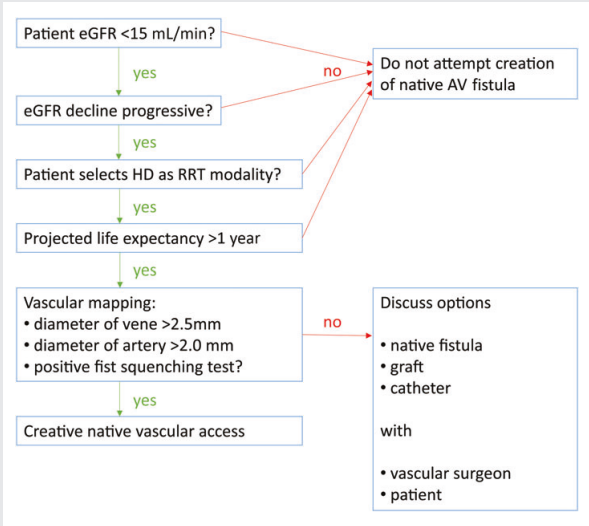 Patient eGFR <15 mL/min?
yes
eGFR decline progressive?
yes
Patient selects HD as RRT modality?
yes
Projected life expectancy >1 year
yes
Vascular mapping:
• diameter of vene >2.5mm
• diameter of artery >2.0 mm
• positive fist squenching test?
yes
Creative native vascular access
no
Do not attempt creation
of native AV fistula
no
Discuss options
• native fistula
• graft
• catheter
with
• vascular surgeon
• patient